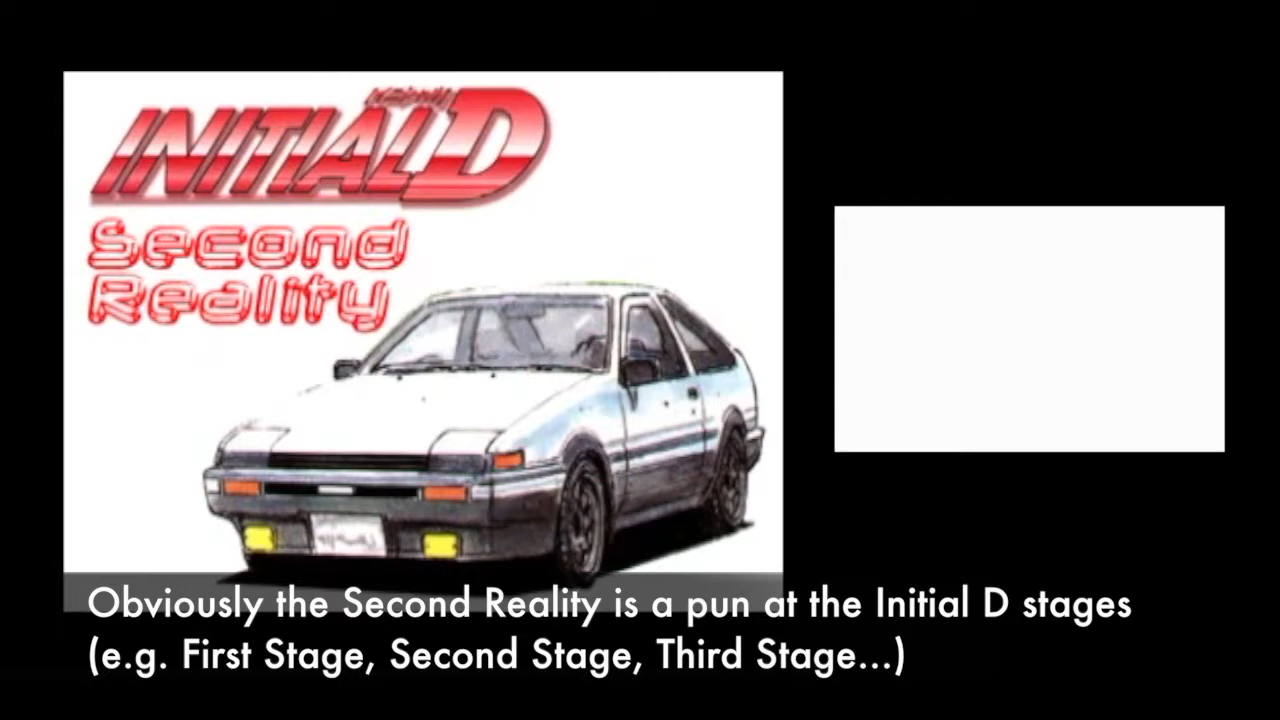 INITIAL D
Second
Reality
Obviously the Second Reality is a pun at the Initial D stages
(e.g. First Stage, Second Stage, Third Stage...)